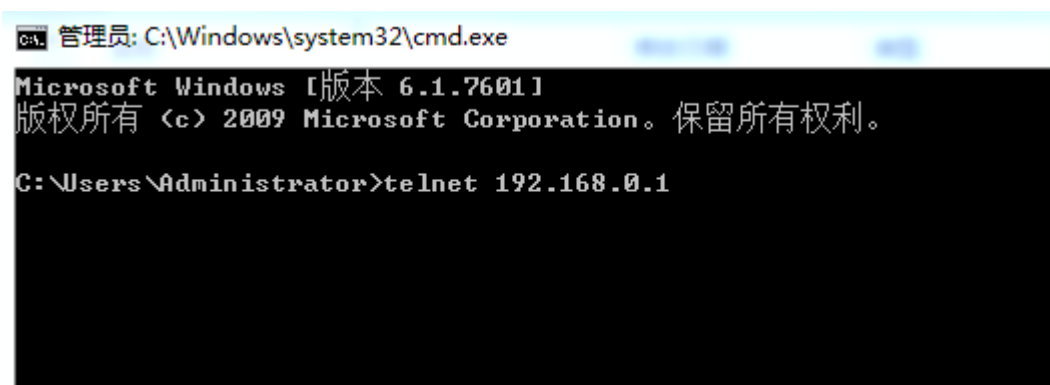 管理员: C:\Windows\system32\cmd.exe
Microsoft Windows [版本 6.1.7601]
版权所有 (c) 2009 Microsoft Corporation。保留所有权利。
C:\Users\Administrator>telnet 192.168.0.1